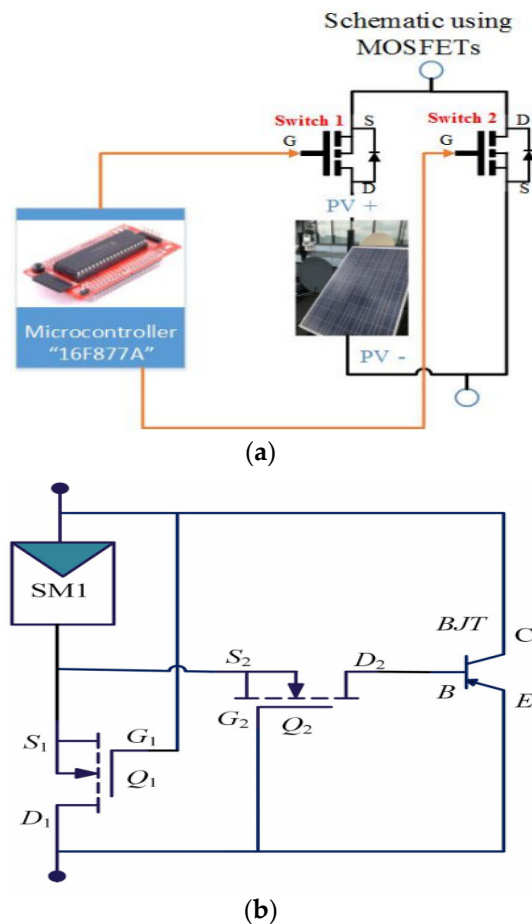 Schematic using
MOSFETs
Switch 1
S
G
D
Switch 2
D
G
S
PV +
Microcontroller
"16F877A"
PV -
(a)
SM1
S1
G1
Q1
D1
S2
D2
G2
Q2
BJT
C
B
E
(b)